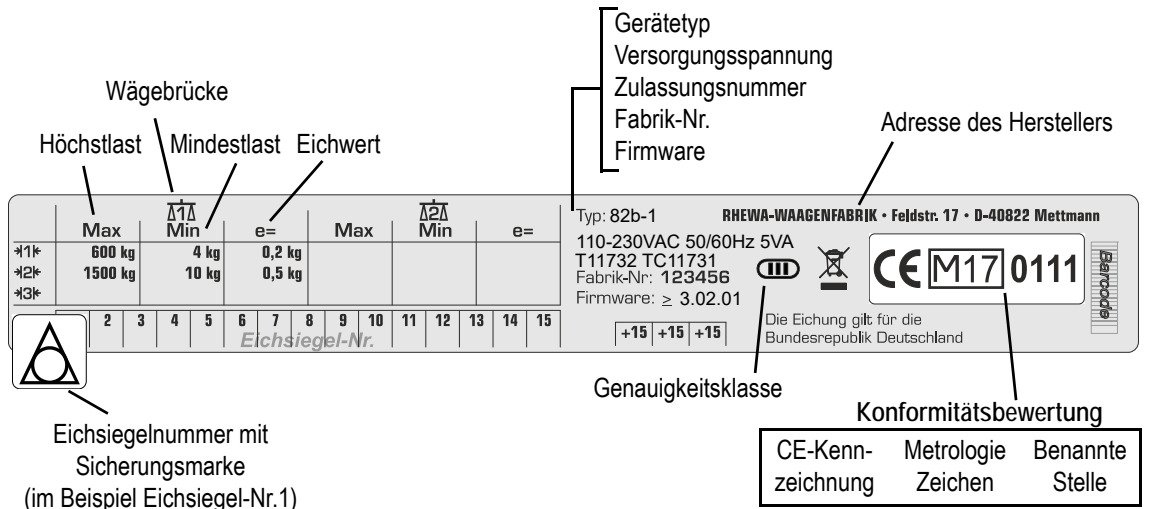 Gerätetyp
Versorgungsspannung
Zulassungsnummer
Fabrik-Nr.
Firmware
Wägebrücke
Höchstlast Mindestlast Eichwert
Adresse des Herstellers
1 2
Max Min e= Max Min e=
1 600 kg 4 kg 0,2 kg
2 1500 kg 10 kg 0,5 kg
3
2 3 4 5 6 7 8 9 10 11 12 13 14 15
Eichsiegel-Nr.
Typ: 82b-1
RHEWA-WAAGENFABRIK • Feldstr. 17 • D-40822 Mettmann
110-230VAC 50/60Hz 5VA
T11732 TC11731
Fabrik-Nr: 123456
Firmware: ≥ 3.02.01
III
CE M17 0111
Barcode
+15 +15 +15
Die Eichung gilt für die
Bundesrepublik Deutschland
Genauigkeitsklasse
Eichsiegelnummer mit
Sicherungsmarke
(im Beispiel Eichsiegel-Nr.1)
Konformitätsbewertung
CE-Kenn- Metrologie Benannte
zeichnung Zeichen Stelle